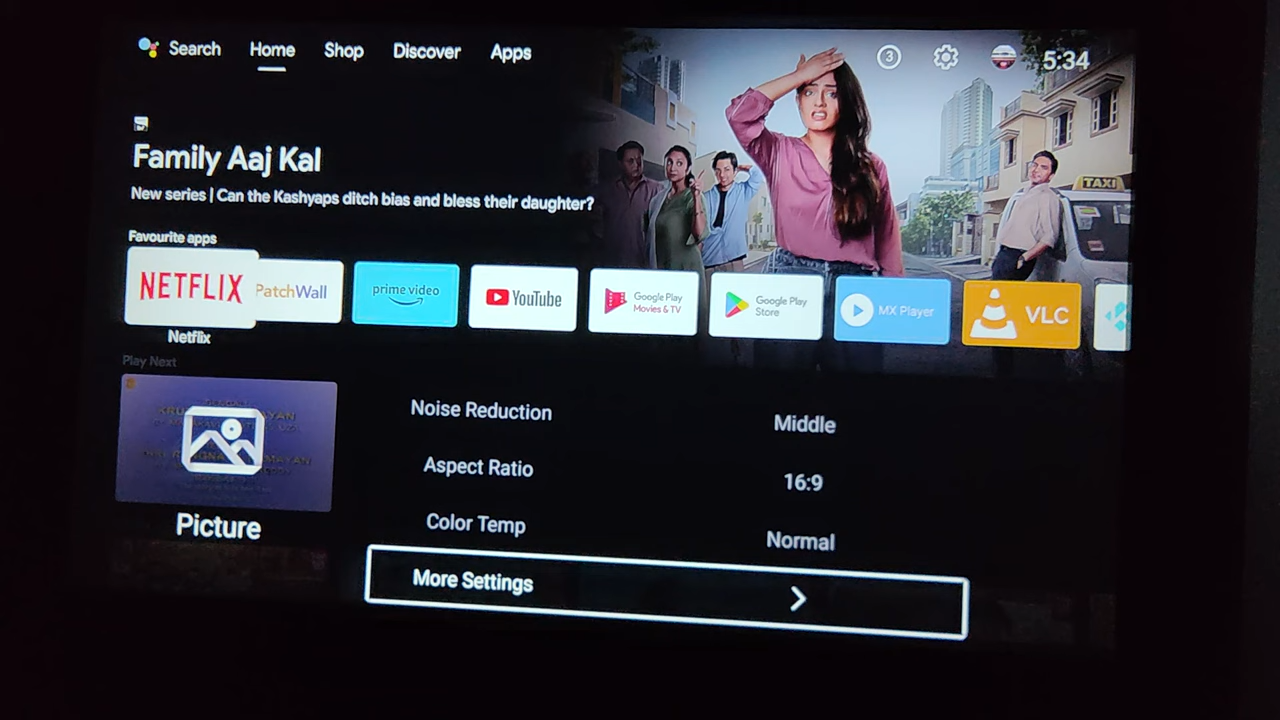 Search Home Shop Discover Apps 3 5:34
Family Aaj Kal
New series | Can the Kashyaps ditch bias and bless their daughter?
TAXI
Favourite apps
NETFLIX PatchWall prime video YouTube Google Play Movies & TV Google Play Store MX Player VLC
Netflix
Play Next
Noise Reduction Middle
Aspect Ratio 16:9
Color Temp Normal
Picture
More Settings